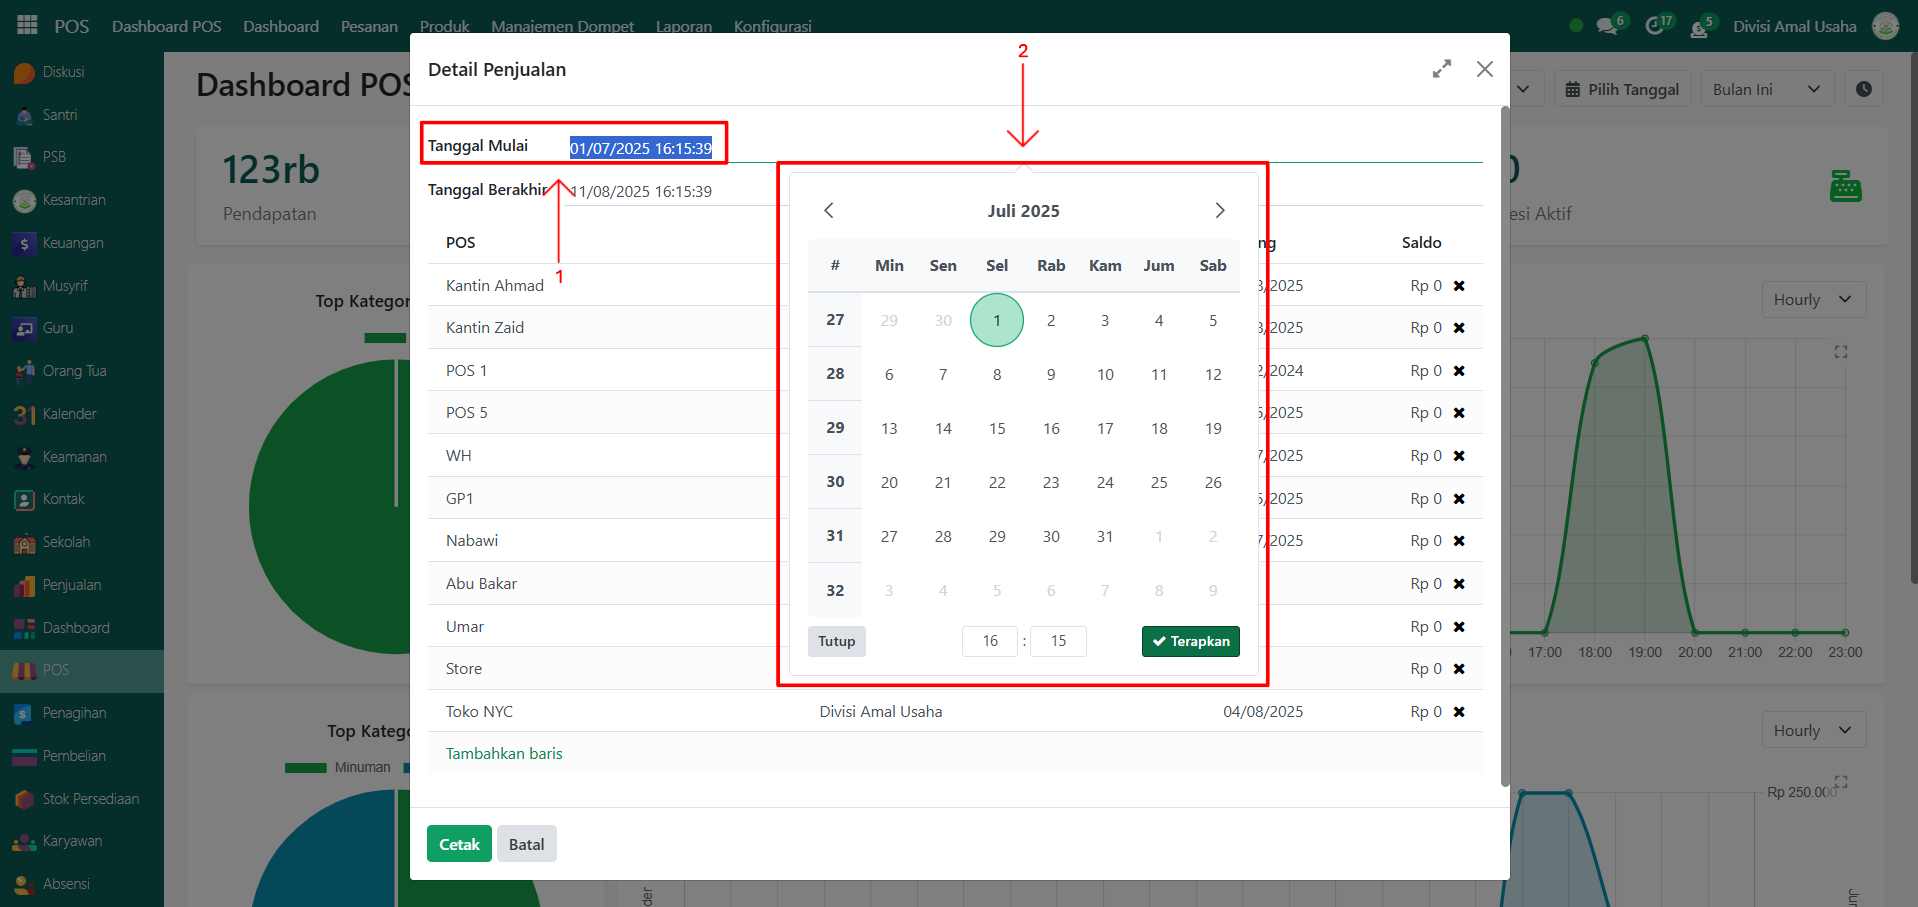 POS Dashboard POS Dashboard Pesanan Produk Manajemen Dompet Laporan Konfigurasi 6 17 5 Divisi Amal Usaha
Diskusi
Santri
PSB
Kesantrian
Keuangan
Musyrif
Guru
Orang Tua
31 Kalender
Keamanan
Kontak
Sekolah
Penjualan
Dashboard
POS
Penagihan
Pembelian
Stok Persediaan
Karyawan
Absensi
Dashboard POS
Pilih Tanggal
Bulan Ini
123rb
Pendapatan
esi Aktif
Top Kategor
Hourly
17:00 18:00 19:00 20:00 21:00 22:00 23:00
Top Katego
Minuman
Hourly
Rp 250.000
der
Detail Penjualan
2
Tanggal Mulai 01/07/2025 16:15:39
Tanggal Berakhir 11/08/2025 16:15:39
1
POS ng Saldo
Kantin Ahmad 8/2025 Rp 0
Kantin Zaid 8/2025 Rp 0
POS 1 2/2024 Rp 0
POS 5 /2025 Rp 0
WH 7/2025 Rp 0
GP1 /2025 Rp 0
Nabawi 7/2025 Rp 0
Abu Bakar Rp 0
Umar Rp 0
Store Rp 0
Toko NYC Divisi Amal Usaha 04/08/2025 Rp 0
Tambahkan baris
Juli 2025
# Min Sen Sel Rab Kam Jum Sab
27 29 30 1 2 3 4 5
28 6 7 8 9 10 11 12
29 13 14 15 16 17 18 19
30 20 21 22 23 24 25 26
31 27 28 29 30 31 1 2
32 3 4 5 6 7 8 9
Tutup 16 : 15 Terapkan
Cetak Batal